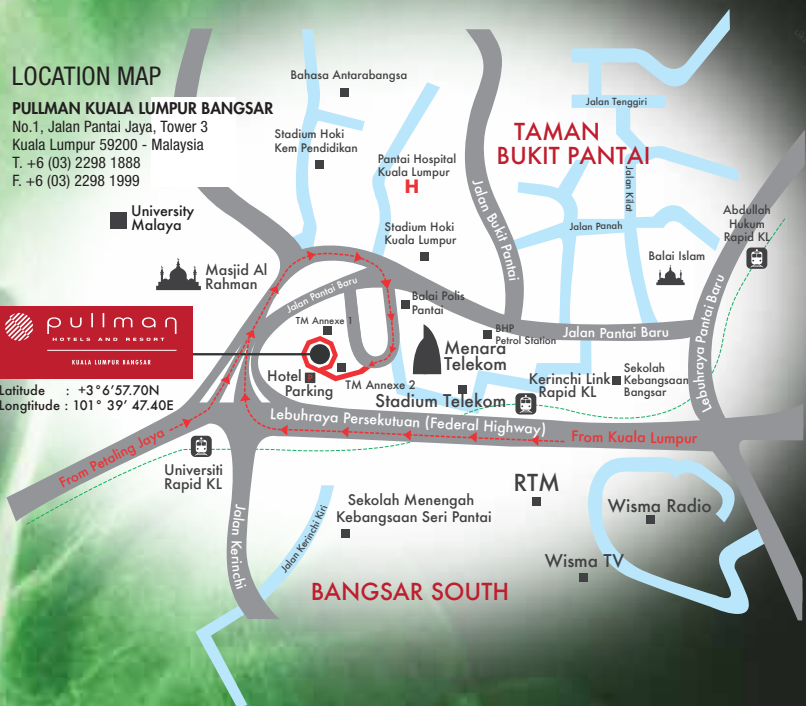 LOCATION MAP
PULLMAN KUALA LUMPUR BANGSAR
No.1, Jalan Pantai Jaya, Tower 3
Kuala Lumpur 59200 - Malaysia
T. +6 (03) 2298 1888
F. +6 (03) 2298 1999
Bahasa Antarabangsa
Stadium Hoki
Kem Pendidikan
Pantai Hospital
Kuala Lumpur
H
Stadium Hoki
Kuala Lumpur
TAMAN
BUKIT PANTAI
Jalan Tenggiri
Jalan Kilat
Jalan Panah
Jalan Bukit Pantai
Abdullah
Hukum
Rapid KL
Balai Islam
University
Malaya
Masjid Al
Rahman
Jalan Pantai Baru
TM Annexe 1
Balai Polis
Pantai
BHP
Petrol Station
Jalan Pantai Baru
Lebuhraya Pantai Baru
pullman
HOTELS AND RESORT
KUALA LUMPUR BANGSAR
Latitude : +3°6'57.70N
Longtitude : 101° 39' 47.40E
Menara
Telekom
Hotel
Parking
TM Annexe 2
Stadium Telekom
Kerinchi Link
Rapid KL
Sekolah
Kebangsaan
Bangsar
Lebuhraya Persekutuan (Federal Highway)
From Kuala Lumpur
From Petaling Jaya
Universiti
Rapid KL
Jalan Kerinchi
Jalan Kerinchi Kiri
Sekolah Menengah
Kebangsaan Seri Pantai
RTM
Wisma Radio
Wisma TV
BANGSAR SOUTH